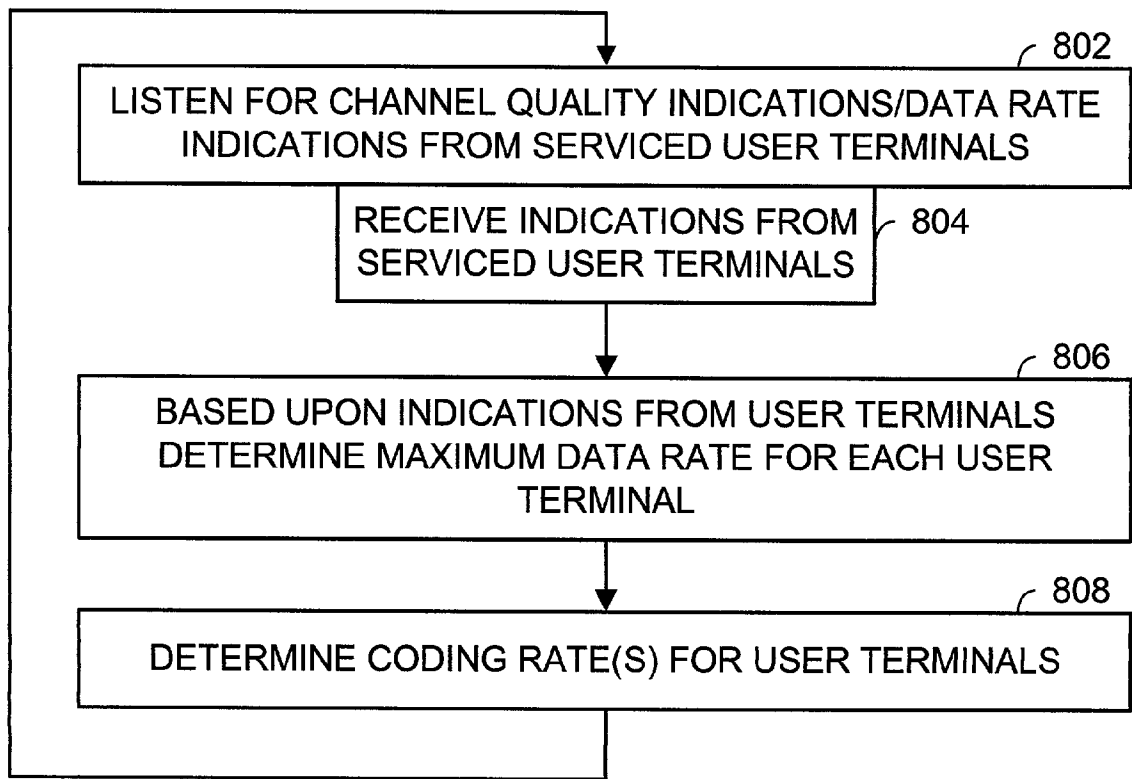 802
LISTEN FOR CHANNEL QUALITY INDICATIONS/DATA RATE
INDICATIONS FROM SERVICED USER TERMINALS
RECEIVE INDICATIONS FROM
SERVICED USER TERMINALS
804
806
BASED UPON INDICATIONS FROM USER TERMINALS
DETERMINE MAXIMUM DATA RATE FOR EACH USER
TERMINAL
808
DETERMINE CODING RATE(S) FOR USER TERMINALS